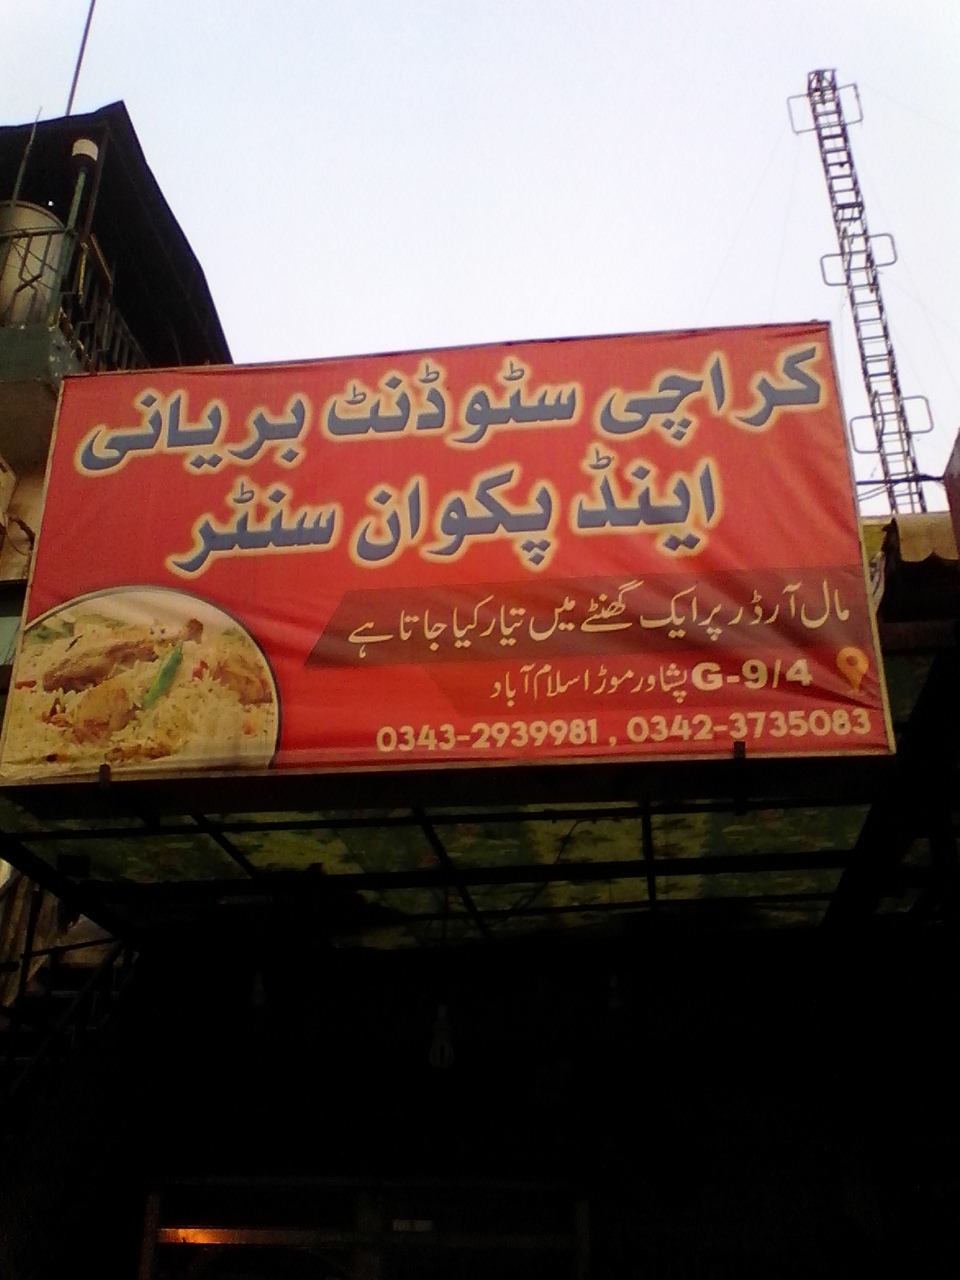 کراچی سٹوڈنٹ بریانی
اینڈ پکوان سنٹر
مال آرڈر پر ایک گھنٹے میں تیار کیا جاتا ہے
G-9/4 پشاور موڑ اسلام آباد
0343-2939981 , 0342-3735083